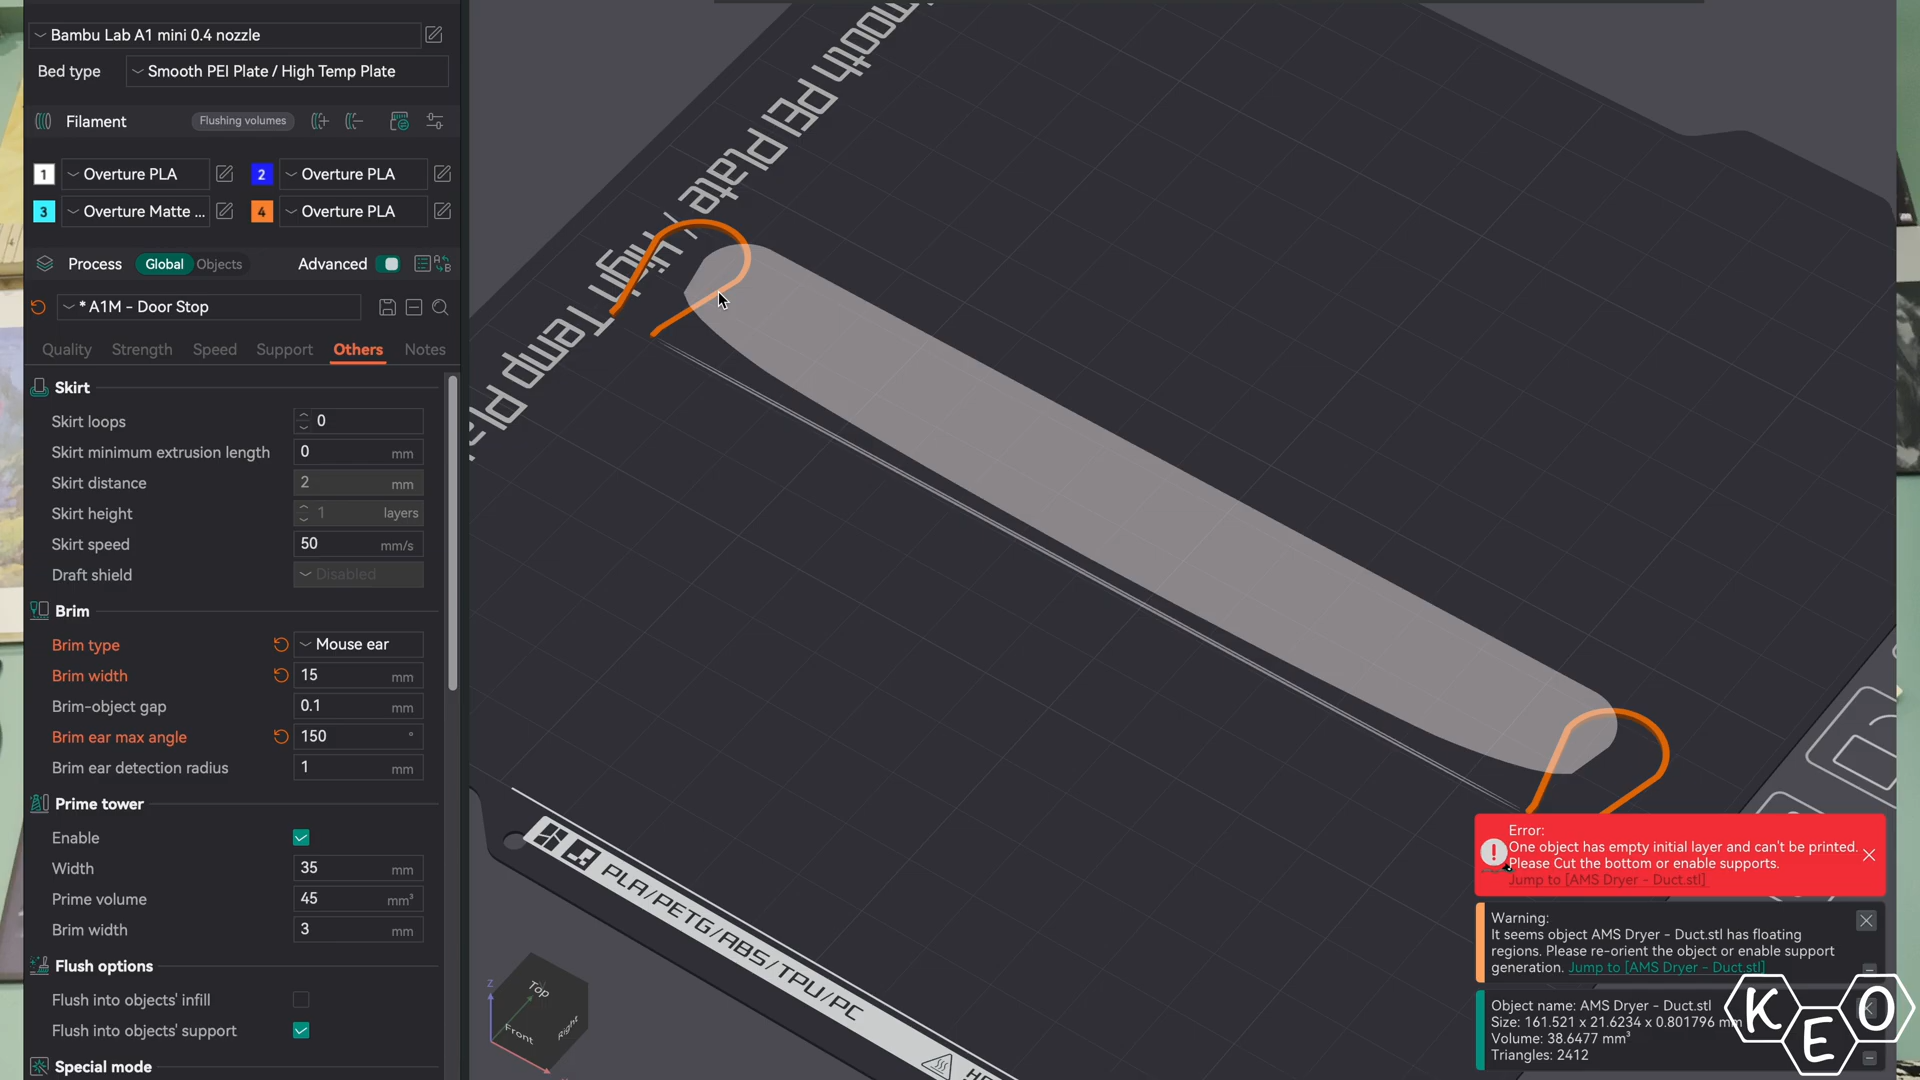 Bambu Lab A1 mini 0.4 nozzle
Bed type
Smooth PEI Plate / High Temp Plate
Filament
Flushing volumes
1
Overture PLA
2
Overture PLA
3
Overture Matte ...
4
Overture PLA
Process
Global
Objects
Advanced
* A1M - Door Stop
Quality
Strength
Speed
Support
Others
Notes
Skirt
Skirt loops
0
Skirt minimum extrusion length
0 mm
Skirt distance
2 mm
Skirt height
1 layers
Skirt speed
50 mm/s
Draft shield
Disabled
Brim
Brim type
Mouse ear
Brim width
15 mm
Brim-object gap
0.1 mm
Brim ear max angle
150 °
Brim ear detection radius
1 mm
Prime tower
Enable
Width
35 mm
Prime volume
45 mm³
Brim width
3 mm
Flush options
Flush into objects' infill
Flush into objects' support
Special mode
PLA/PETG/ABS/TPU/PC
Z
Top
Front
Right
Error:
One object has empty initial layer and can't be printed.
Please Cut the bottom or enable supports.
Jump to [AMS Dryer - Duct.stl]
Warning:
It seems object AMS Dryer - Duct.stl has floating
regions. Please re-orient the object or enable support
generation. Jump to [AMS Dryer - Duct.stl]
Object name: AMS Dryer - Duct.stl
Size: 161.521 x 21.6234 x 0.801796 mm
Volume: 38.6477 mm³
Triangles: 2412
KEO